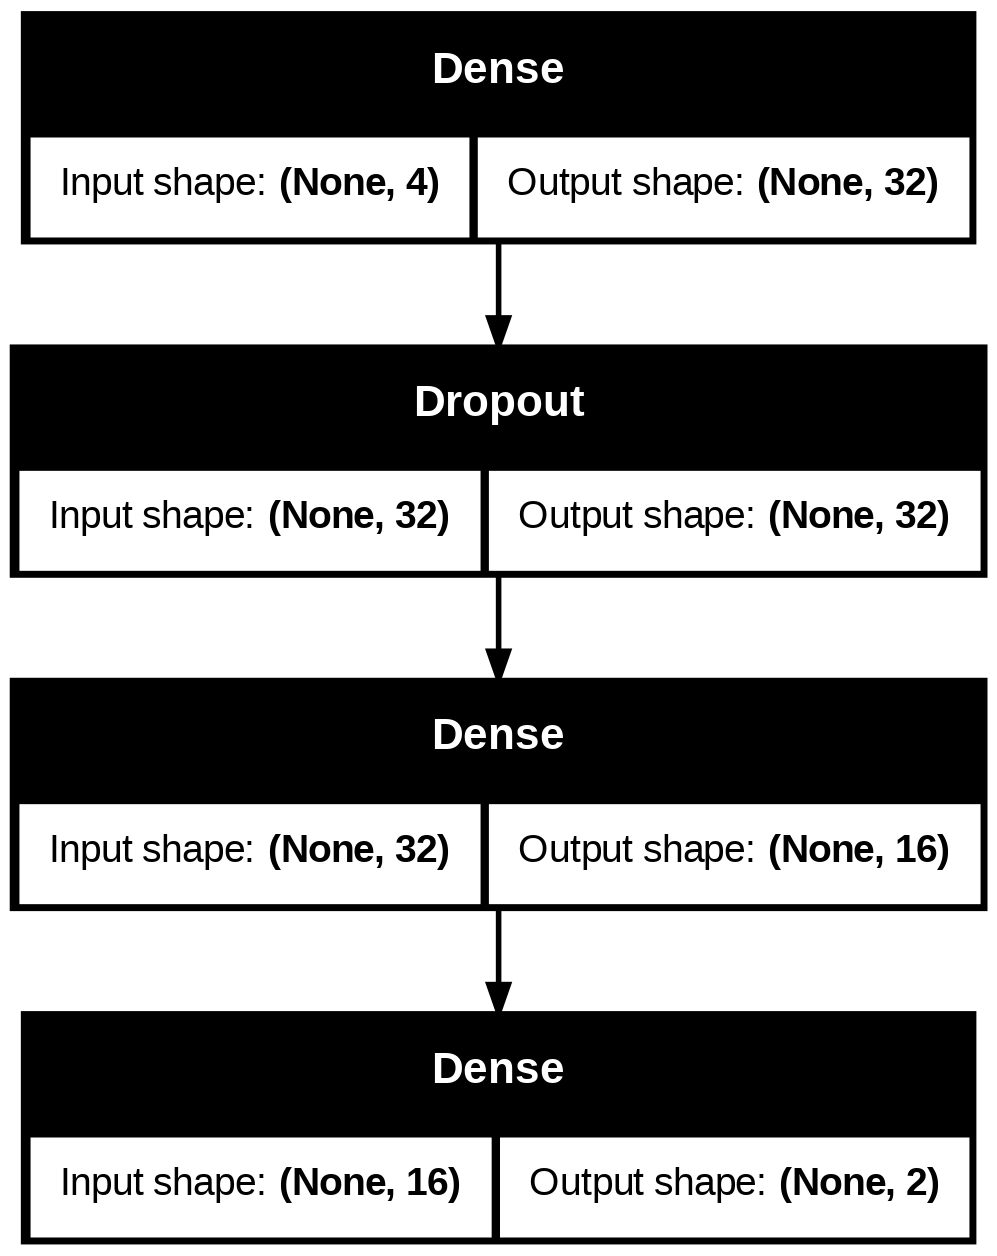 Dense
Input shape: (None, 4) Output shape: (None, 32)
Dropout
Input shape: (None, 32) Output shape: (None, 32)
Dense
Input shape: (None, 32) Output shape: (None, 16)
Dense
Input shape: (None, 16) Output shape: (None, 2)